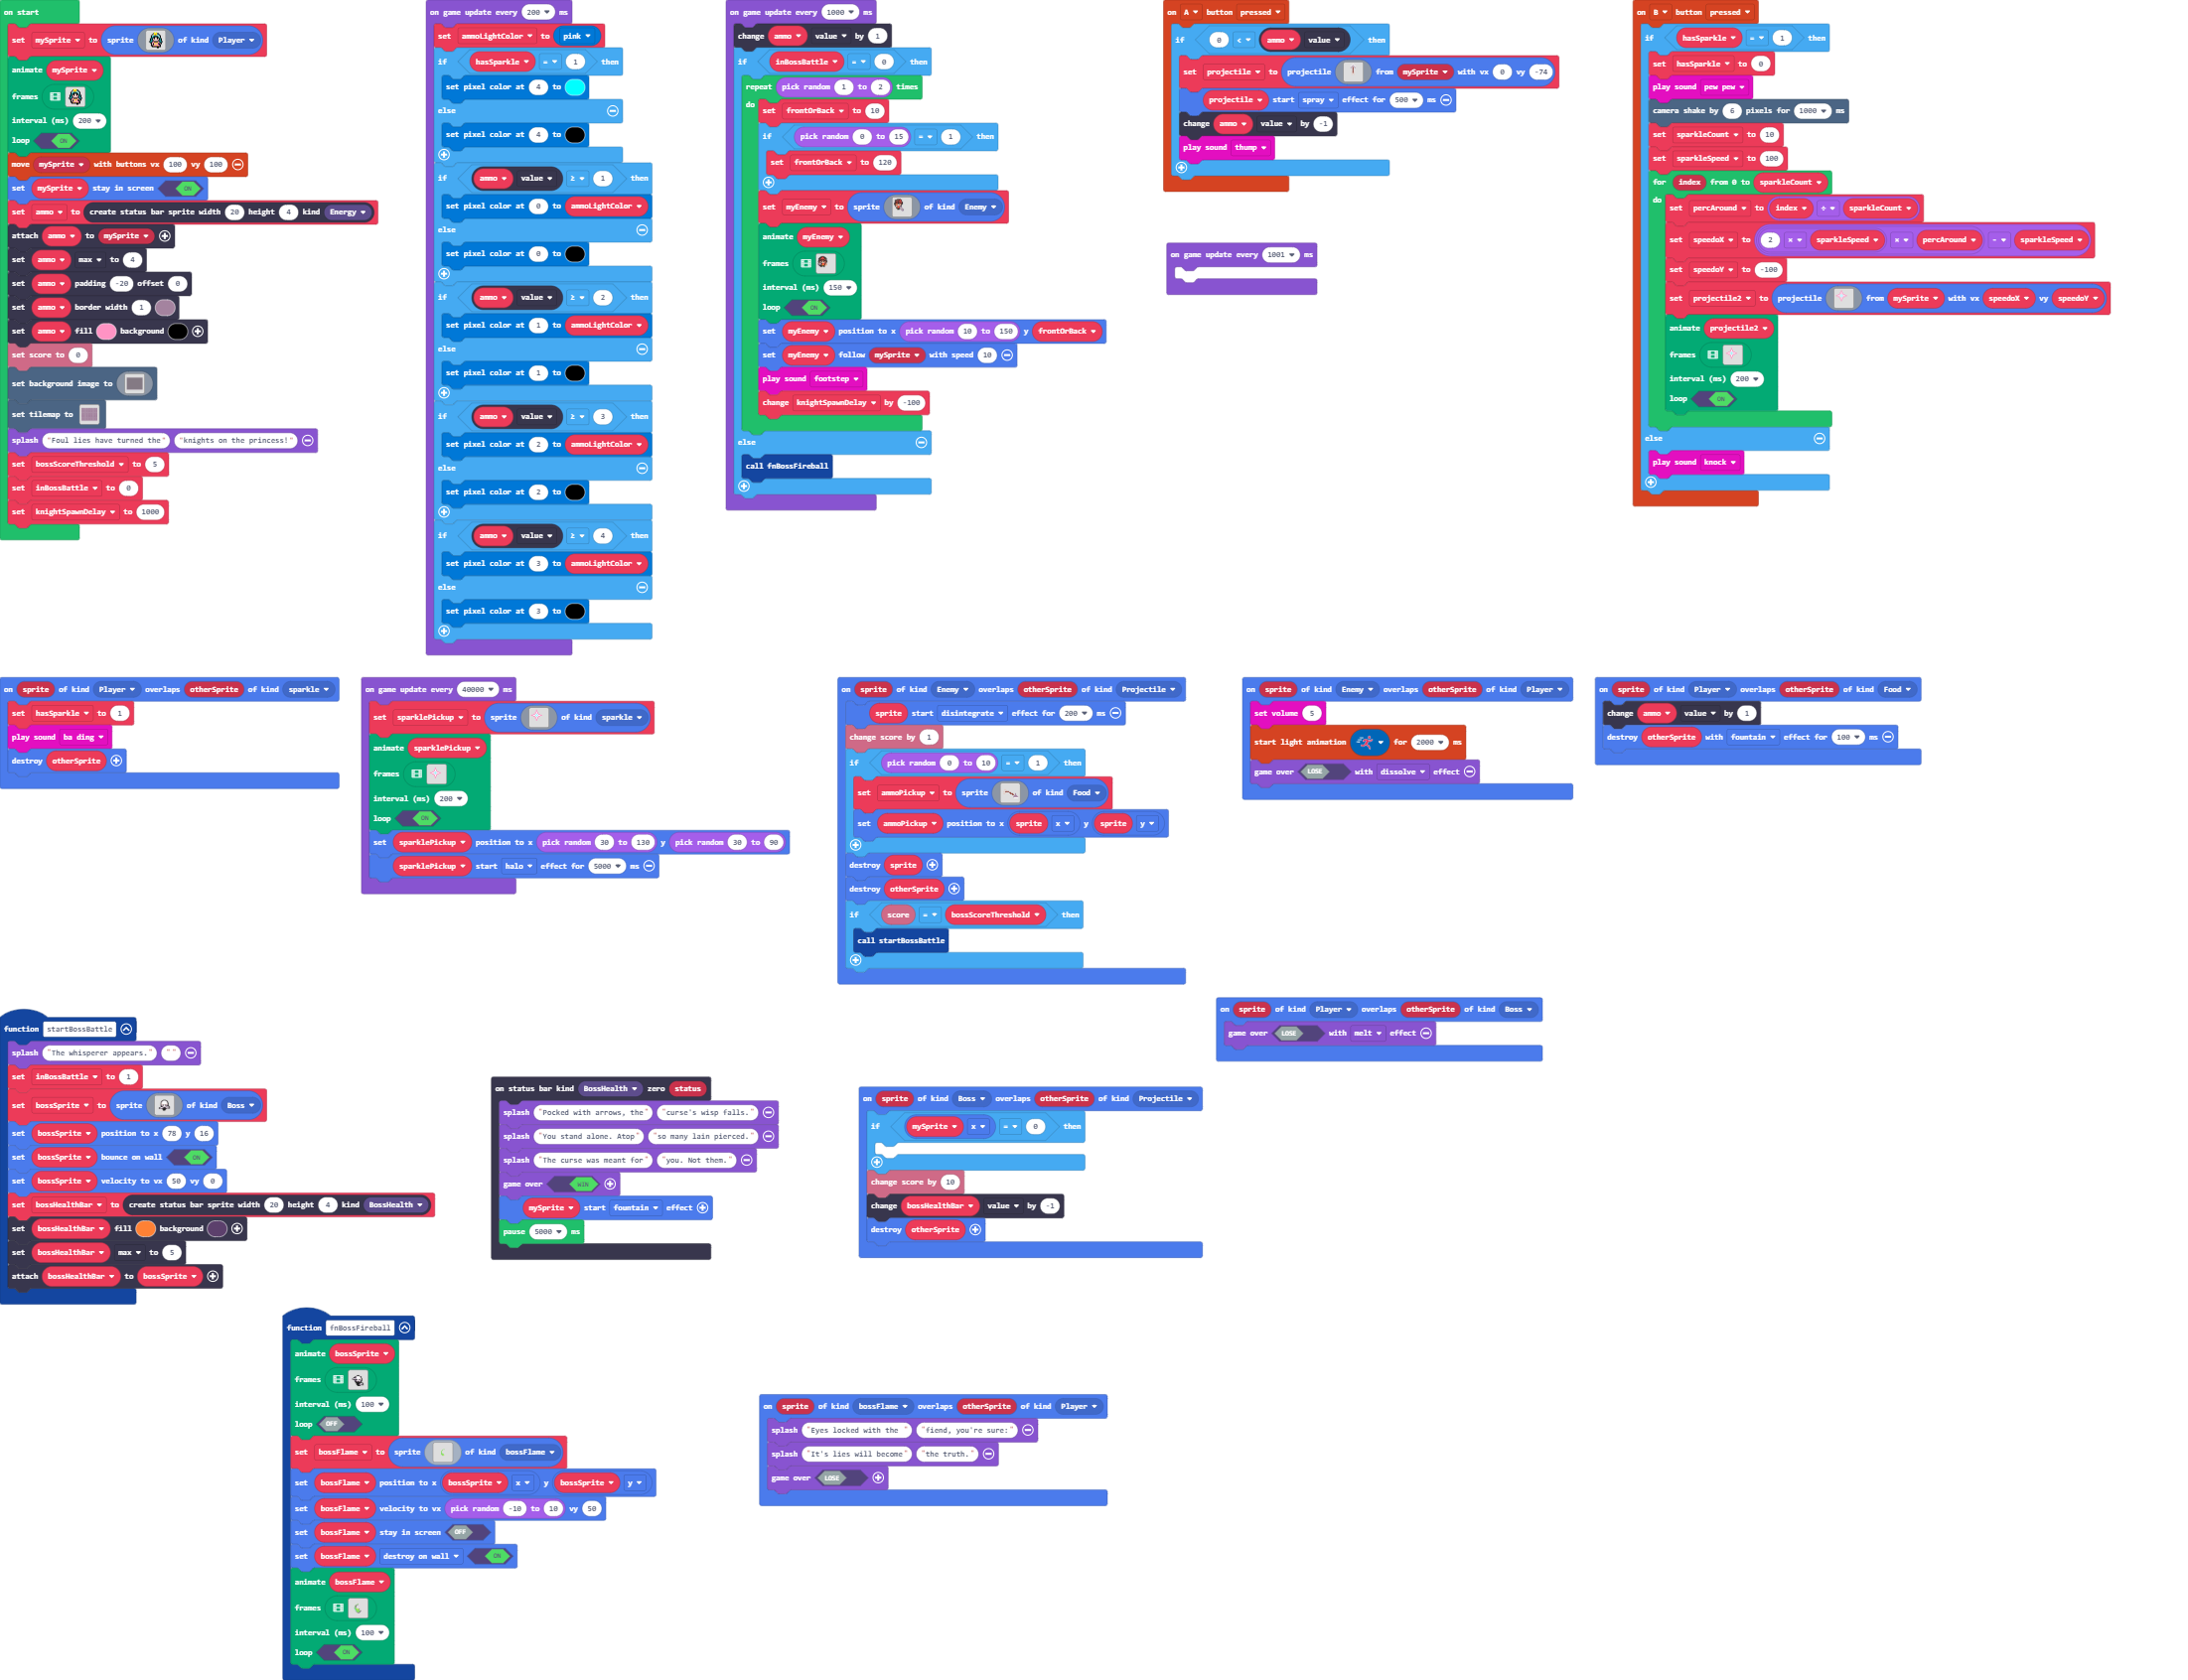 on start
set mySprite to sprite of kind Player
animate mySprite
frames
interval (ms) 200
loop ON
move mySprite with buttons vx 100 vy 100
set mySprite stay in screen ON
set ammo to create status bar sprite width 20 height 4 kind Energy
attach ammo to mySprite
set ammo max to 4
set ammo padding -20 offset 0
set ammo border width 1
set ammo fill background
set score to 0
set background image to
set tilemap to
splash "Foul lies have turned the" "knights on the princess!"
set bossScoreThreshold to 5
set inBossBattle to 0
set knightSpawnDelay to 1000
on game update every 200 ms
set ammoLightColor to pink
if hasSparkle = 1 then
set pixel color at 4 to
else
set pixel color at 4 to
if ammo value ≥ 1 then
set pixel color at 0 to ammoLightColor
else
set pixel color at 0 to
if ammo value ≥ 2 then
set pixel color at 1 to ammoLightColor
else
set pixel color at 1 to
if ammo value ≥ 3 then
set pixel color at 2 to ammoLightColor
else
set pixel color at 2 to
if ammo value ≥ 4 then
set pixel color at 3 to ammoLightColor
else
set pixel color at 3 to
on game update every 1000 ms
change ammo value by 1
if inBossBattle = 0 then
repeat pick random 1 to 2 times
do set frontOrBack to 10
if pick random 0 to 15 = 1 then
set frontOrBack to 120
set myEnemy to sprite of kind Enemy
animate myEnemy
frames
interval (ms) 150
loop ON
set myEnemy position to x pick random 10 to 150 y frontOrBack
set myEnemy follow mySprite with speed 10
play sound footstep
change knightSpawnDelay by -100
else
call fnBossFireball
on A button pressed
if 0 < ammo value then
set projectile to projectile from mySprite with vx 0 vy -74
projectile start spray effect for 500 ms
change ammo value by -1
play sound thump
on game update every 1001 ms
on B button pressed
if hasSparkle = 1 then
set hasSparkle to 0
play sound pew pew
camera shake by 6 pixels for 1000 ms
set sparkleCount to 10
set sparkleSpeed to 100
for index from 0 to sparkleCount
do set percAround to index ÷ sparkleCount
set speedoX to 2 × sparkleSpeed × percAround - sparkleSpeed
set speedoY to -100
set projectile2 to projectile from mySprite with vx speedoX vy speedoY
animate projectile2
frames
interval (ms) 200
loop ON
else
play sound knock
on sprite of kind Player overlaps otherSprite of kind sparkle
set hasSparkle to 1
play sound ba ding
destroy otherSprite
on game update every 40000 ms
set sparklePickup to sprite of kind sparkle
animate sparklePickup
frames
interval (ms) 200
loop ON
set sparklePickup position to x pick random 30 to 130 y pick random 30 to 90
sparklePickup start halo effect for 5000 ms
on sprite of kind Enemy overlaps otherSprite of kind Projectile
sprite start disintegrate effect for 200 ms
change score by 1
if pick random 0 to 10 = 1 then
set ammoPickup to sprite of kind Food
set ammoPickup position to x sprite x y sprite y
destroy sprite
destroy otherSprite
if score = bossScoreThreshold then
call startBossBattle
on sprite of kind Enemy overlaps otherSprite of kind Player
set volume 5
start light animation for 2000 ms
game over LOSE with dissolve effect
on sprite of kind Player overlaps otherSprite of kind Food
change ammo value by 1
destroy otherSprite with fountain effect for 100 ms
function startBossBattle
splash "The whisperer appears." ""
set inBossBattle to 1
set bossSprite to sprite of kind Boss
set bossSprite position to x 78 y 16
set bossSprite bounce on wall ON
set bossSprite velocity to vx 50 vy 0
set bossHealthBar to create status bar sprite width 20 height 4 kind BossHealth
set bossHealthBar fill background
set bossHealthBar max to 5
attach bossHealthBar to bossSprite
on status bar kind BossHealth zero status
splash "Pocked with arrows, the" "curse's wisp falls."
splash "You stand alone. Atop" "so many lain pierced."
splash "The curse was meant for" "you. Not them."
game over WIN
mySprite start fountain effect
pause 5000 ms
on sprite of kind Player overlaps otherSprite of kind Boss
game over LOSE with melt effect
on sprite of kind Boss overlaps otherSprite of kind Projectile
if mySprite x = 0 then
change score by 10
change bossHealthBar value by -1
destroy otherSprite
function fnBossFireball
animate bossSprite
frames
interval (ms) 100
loop OFF
set bossFlame to sprite of kind bossFlame
set bossFlame position to x bossSprite x y bossSprite y
set bossFlame velocity to vx pick random -10 to 10 vy 50
set bossFlame stay in screen OFF
set bossFlame destroy on wall ON
animate bossFlame
frames
interval (ms) 100
loop ON
on sprite of kind bossFlame overlaps otherSprite of kind Player
splash "Eyes locked with the " "fiend, you're sure:"
splash "It's lies will become" "the truth."
game over LOSE